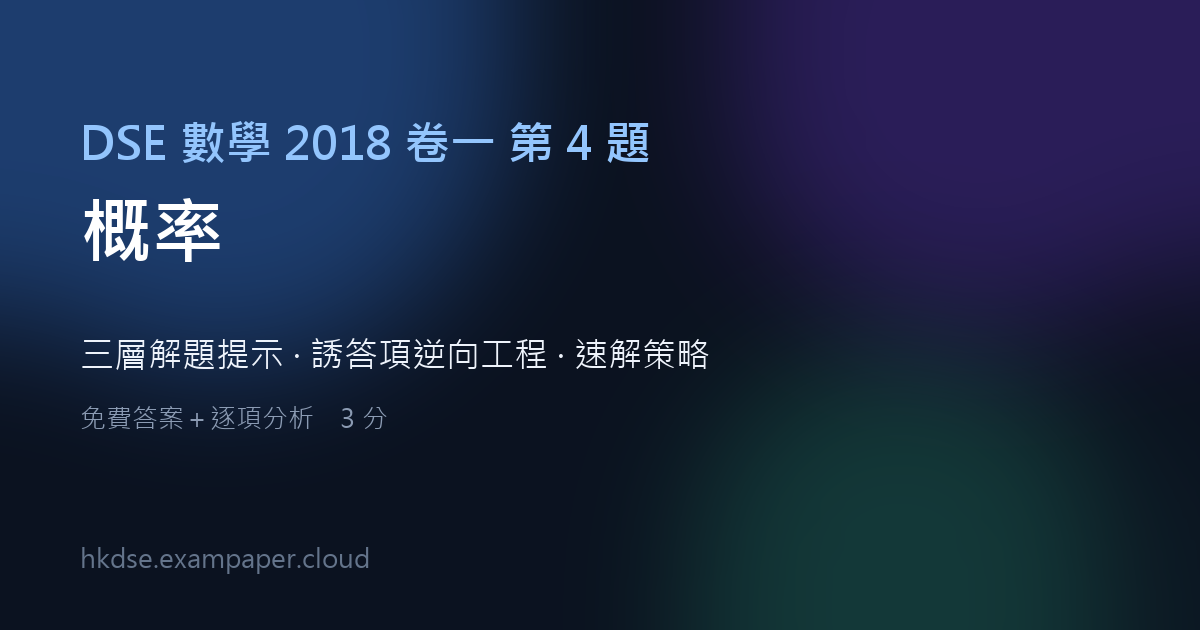 DSE 數學 2018 卷一 第 4 題
概率
三層解題提示 · 誘答項逆向工程 · 速解策略
免費答案 + 逐項分析 3 分
hkdse.exampaper.cloud